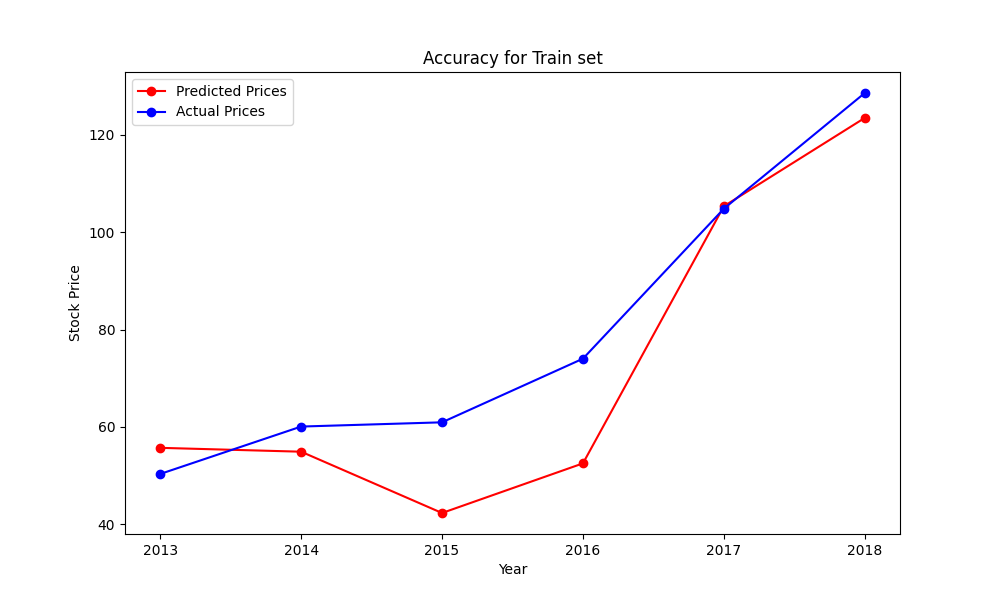 Accuracy for Train set
Predicted Prices
Actual Prices
120
100
80
60
40
Stock Price
2013 2014 2015 2016 2017 2018
Year